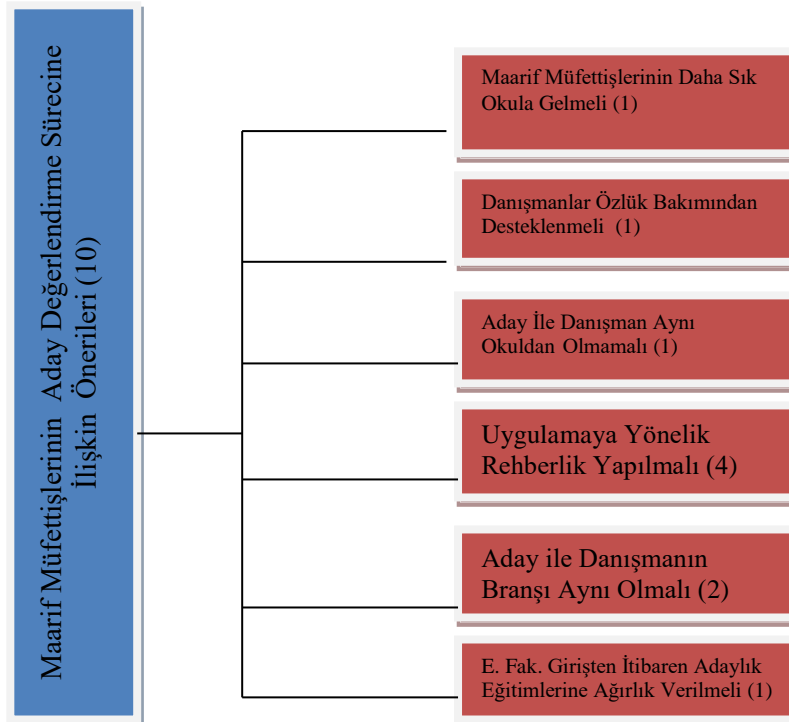 Maarif Müfettişlerinin Aday Değerlendirme Sürecine
İlişkin Önerileri (10)
Maarif Müfettişlerinin Daha Sık
Okula Gelmeli (1)
Danışmanlar Özlük Bakımından
Desteklenmeli (1)
Aday İle Danışman Aynı
Okuldan Olmamalı (1)
Uygulamaya Yönelik
Rehberlik Yapılmalı (4)
Aday ile Danışmanın
Branşı Aynı Olmalı (2)
E. Fak. Girişten İtibaren Adaylık
Eğitimlerine Ağırlık Verilmeli (1)